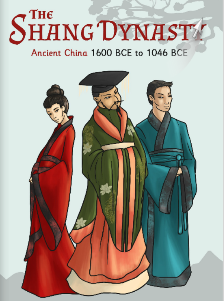 THE
SHANG DYNASTY
Ancient China 1600 BCE to 1046 BCE